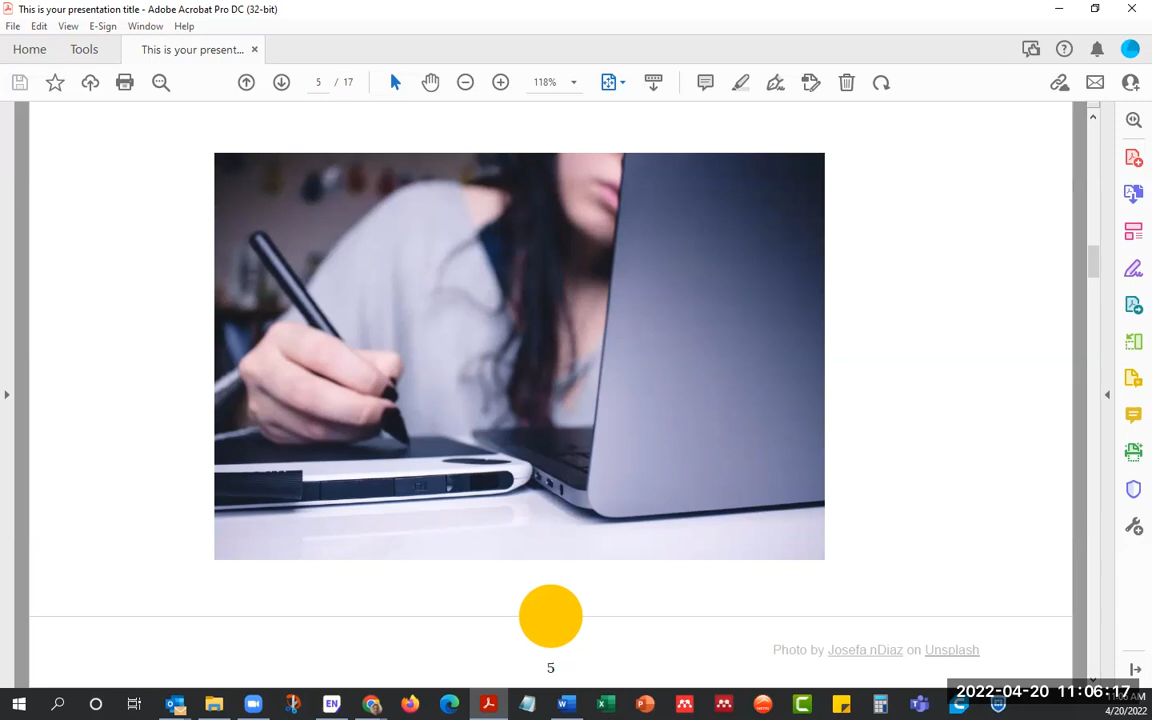 This is your presentation title - Adobe Acrobat Pro DC (32-bit)
File Edit View E-Sign Window Help
Home Tools This is your present... ×
5 / 17 118%
5
Photo by Josefa nDiaz on Unsplash
EN
2022-04-20 11:06:17
4/20/2022